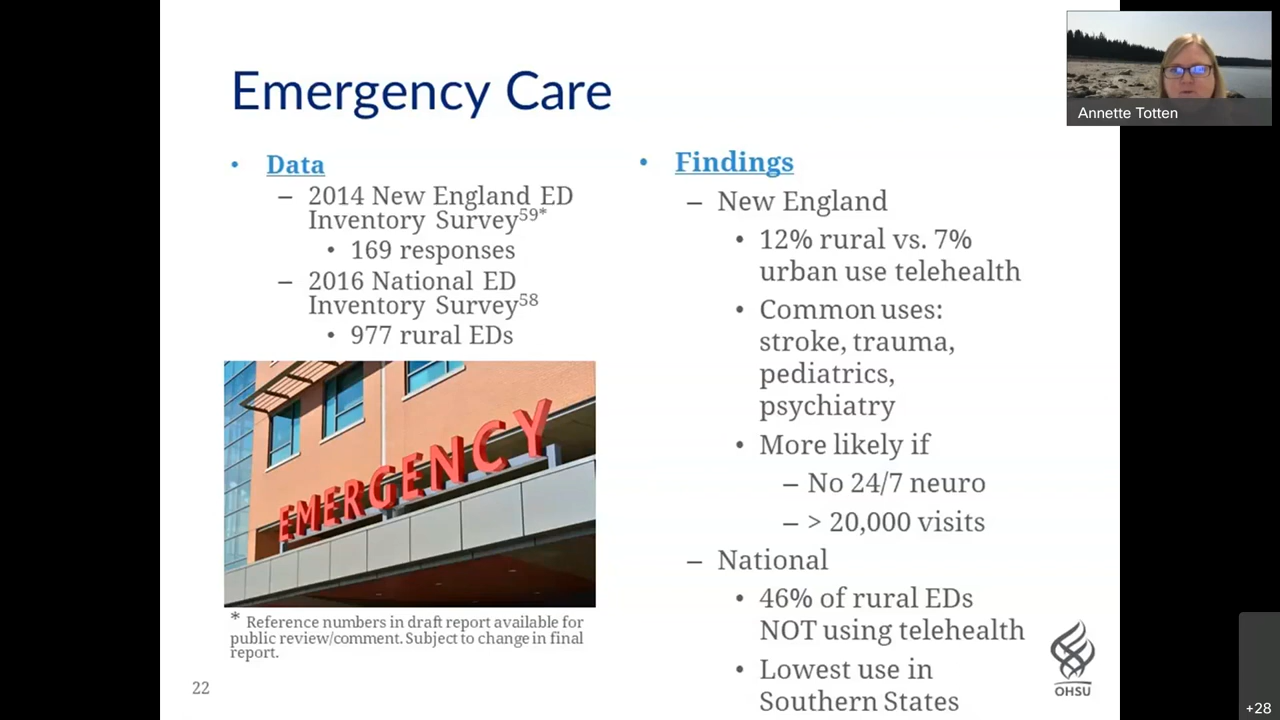 Emergency Care
• Data
– 2014 New England ED
Inventory Survey59*
• 169 responses
– 2016 National ED
Inventory Survey58
• 977 rural EDs
EMERGENCY
* Reference numbers in draft report available for
public review/comment. Subject to change in final
report.
22
• Findings
– New England
• 12% rural vs. 7%
urban use telehealth
• Common uses:
stroke, trauma,
pediatrics,
psychiatry
• More likely if
– No 24/7 neuro
– > 20,000 visits
– National
• 46% of rural EDs
NOT using telehealth
• Lowest use in
Southern States
OHSU
Annette Totten
+28